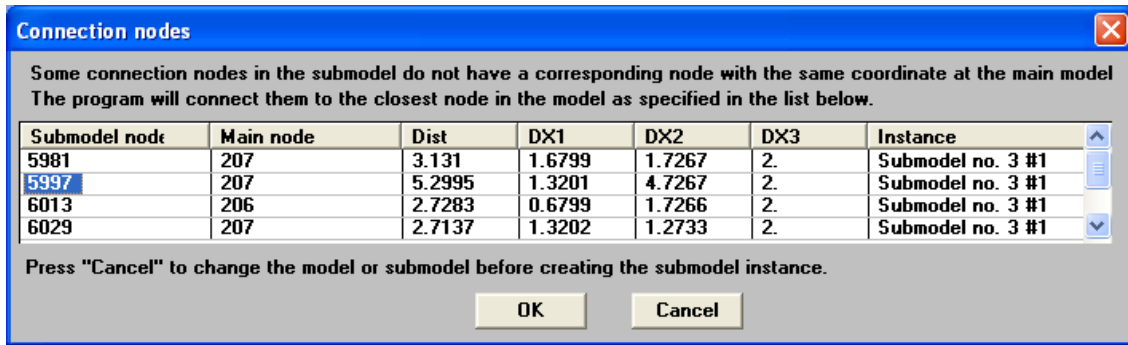 Connection nodes
Some connection nodes in the submodel do not have a corresponding node with the same coordinate at the main model
The program will connect them to the closest node in the model as specified in the list below.
Submodel node Main node Dist DX1 DX2 DX3 Instance
5981 207 3.131 1.6799 1.7267 2. Submodel no. 3 #1
5997 207 5.2995 1.3201 4.7267 2. Submodel no. 3 #1
6013 206 2.7283 0.6799 1.7266 2. Submodel no. 3 #1
6029 207 2.7137 1.3202 1.2733 2. Submodel no. 3 #1
Press "Cancel" to change the model or submodel before creating the submodel instance.
OK Cancel